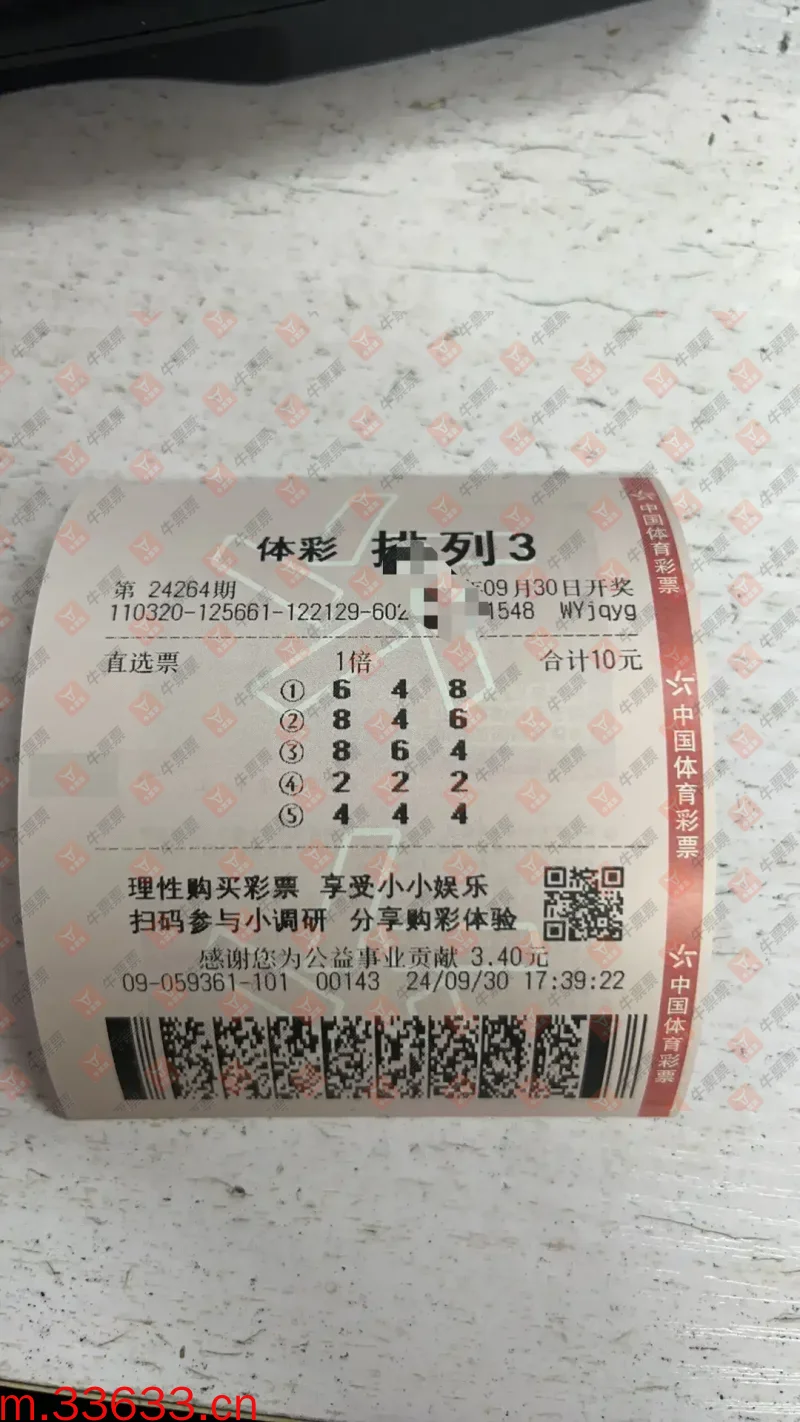 体彩 排列3
第 24264期 年09月30日开奖
110320-125661-122129-602 1548 WYjqyg
直选票 1倍 合计10元
① 6 4 8
② 8 4 6
③ 8 6 4
④ 2 2 2
⑤ 4 4 4
理性购买彩票 享受小小娱乐
扫码参与小调研 分享购彩体验
感谢您为公益事业贡献 3.40元
09-059361-101 00143 24/09/30 17:39:22
中国体育彩票
中国体育彩票
中国体育彩票
牛票票
m.33633.cn